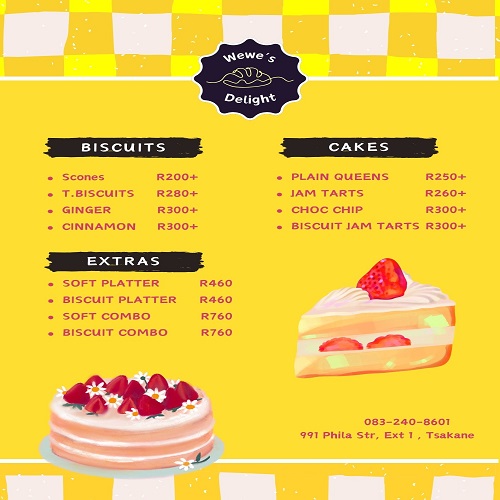 Wewe's
Delight
BISCUITS
• Scones R200+
• T.BISCUITS R280+
• GINGER R300+
• CINNAMON R300+
EXTRAS
• SOFT PLATTER R460
• BISCUIT PLATTER R460
• SOFT COMBO R760
• BISCUIT COMBO R760
CAKES
• PLAIN QUEENS R250+
• JAM TARTS R260+
• CHOC CHIP R300+
• BISCUIT JAM TARTS R300+
083-240-8601
991 Phila Str, Ext 1 , Tsakane